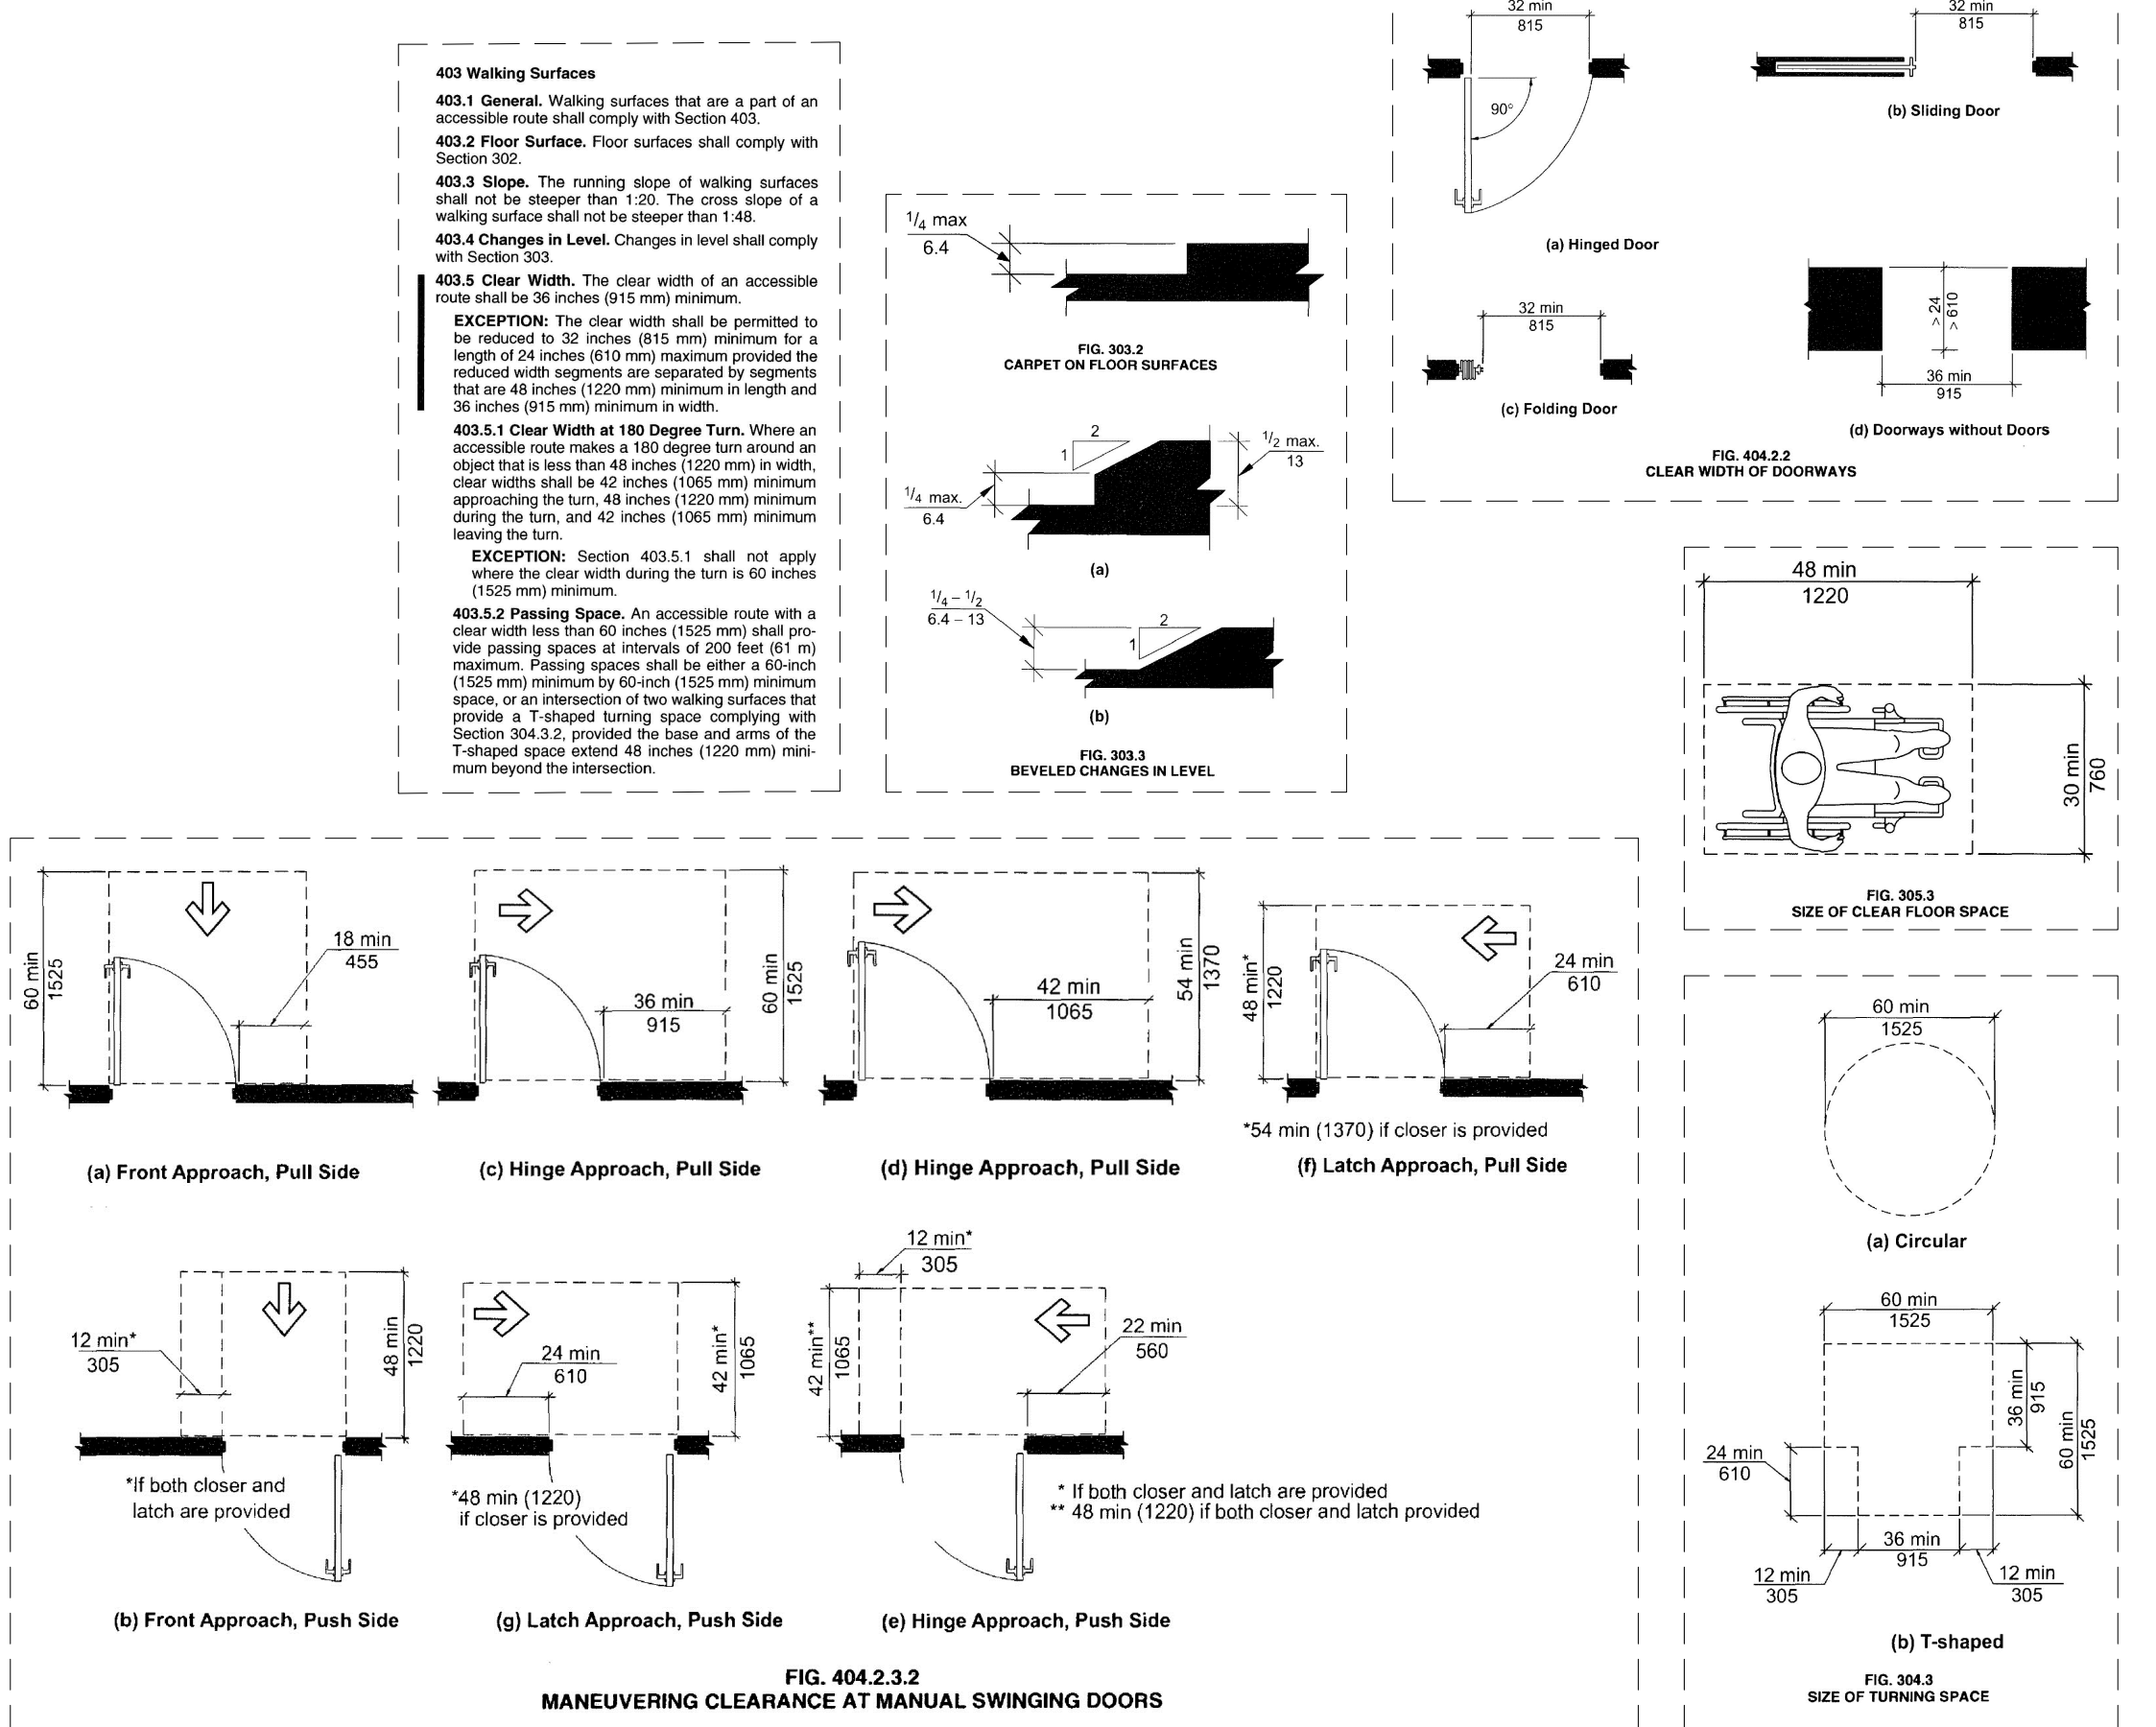 403 Walking Surfaces
403.1 General. Walking surfaces that are a part of an
accessible route shall comply with Section 403.
403.2 Floor Surface. Floor surfaces shall comply with
Section 302.
403.3 Slope. The running slope of walking surfaces
shall not be steeper than 1:20. The cross slope of a
walking surface shall not be steeper than 1:48.
403.4 Changes in Level. Changes in level shall comply
with Section 303.
403.5 Clear Width. The clear width of an accessible
route shall be 36 inches (915 mm) minimum.
EXCEPTION: The clear width shall be permitted to
be reduced to 32 inches (815 mm) minimum for a
length of 24 inches (610 mm) maximum provided the
reduced width segments are separated by segments
that are 48 inches (1220 mm) minimum in length and
36 inches (915 mm) minimum in width.
403.5.1 Clear Width at 180 Degree Turn. Where an
accessible route makes a 180 degree turn around an
object that is less than 48 inches (1220 mm) in width,
clear widths shall be 42 inches (1065 mm) minimum
approaching the turn, 48 inches (1220 mm) minimum
during the turn, and 42 inches (1065 mm) minimum
leaving the turn.
EXCEPTION: Section 403.5.1 shall not apply
where the clear width during the turn is 60 inches
(1525 mm) minimum.
403.5.2 Passing Space. An accessible route with a
clear width less than 60 inches (1525 mm) shall pro-
vide passing spaces at intervals of 200 feet (61 m)
maximum. Passing spaces shall be either a 60-inch
(1525 mm) minimum by 60-inch (1525 mm) minimum
space, or an intersection of two walking surfaces that
provide a T-shaped turning space complying with
Section 304.3.2, provided the base and arms of the
T-shaped space extend 48 inches (1220 mm) mini-
mum beyond the intersection.
1/4 max
6.4
FIG. 303.2
CARPET ON FLOOR SURFACES
2
1
1/4 max.
6.4
1/2 max.
13
(a)
1/4 – 1/2
6.4 – 13
2
1
(b)
FIG. 303.3
BEVELED CHANGES IN LEVEL
32 min
815
90°
(a) Hinged Door
32 min
815
(b) Sliding Door
32 min
815
(c) Folding Door
> 24
> 610
36 min
915
(d) Doorways without Doors
FIG. 404.2.2
CLEAR WIDTH OF DOORWAYS
48 min
1220
30 min
760
FIG. 305.3
SIZE OF CLEAR FLOOR SPACE
60 min
1525
18 min
455
(a) Front Approach, Pull Side
36 min
915
60 min
1525
(c) Hinge Approach, Pull Side
42 min
1065
54 min
1370
(d) Hinge Approach, Pull Side
48 min*
1220
24 min
610
*54 min (1370) if closer is provided
(f) Latch Approach, Pull Side
12 min*
305
48 min
1220
*If both closer and
latch are provided
(b) Front Approach, Push Side
24 min
610
42 min*
1065
*48 min (1220)
if closer is provided
(g) Latch Approach, Push Side
12 min*
305
42 min**
1065
22 min
560
* If both closer and latch are provided
** 48 min (1220) if both closer and latch provided
(e) Hinge Approach, Push Side
FIG. 404.2.3.2
MANEUVERING CLEARANCE AT MANUAL SWINGING DOORS
60 min
1525
(a) Circular
60 min
1525
36 min
915
60 min
1525
24 min
610
36 min
915
12 min
305
12 min
305
(b) T-shaped
FIG. 304.3
SIZE OF TURNING SPACE